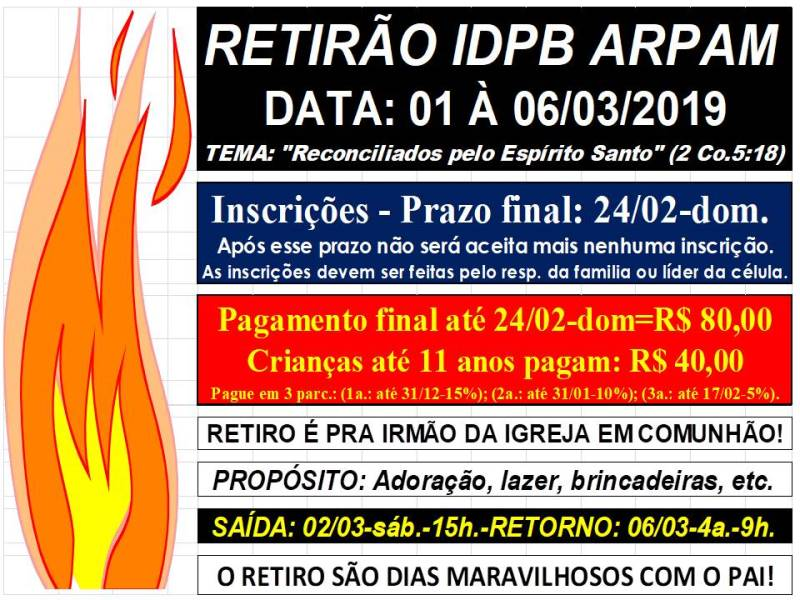 RETIRÃO IDPB ARPAM
DATA: 01 À 06/03/2019
TEMA: "Reconciliados pelo Espírito Santo" (2 Co.5:18)
Inscrições - Prazo final: 24/02-dom.
Após esse prazo não será aceita mais nenhuma inscrição.
As inscrições devem ser feitas pelo resp. da familia ou líder da célula.
Pagamento final até 24/02-dom=R$ 80,00
Crianças até 11 anos pagam: R$ 40,00
Pague em 3 parc.: (1a.: até 31/12-15%); (2a.: até 31/01-10%); (3a.: até 17/02-5%).
RETIRO É PRA IRMÃO DA IGREJA EM COMUNHÃO!
PROPÓSITO: Adoração, lazer, brincadeiras, etc.
SAÍDA: 02/03-sáb.-15h.-RETORNO: 06/03-4a.-9h.
O RETIRO SÃO DIAS MARAVILHOSOS COM O PAI!